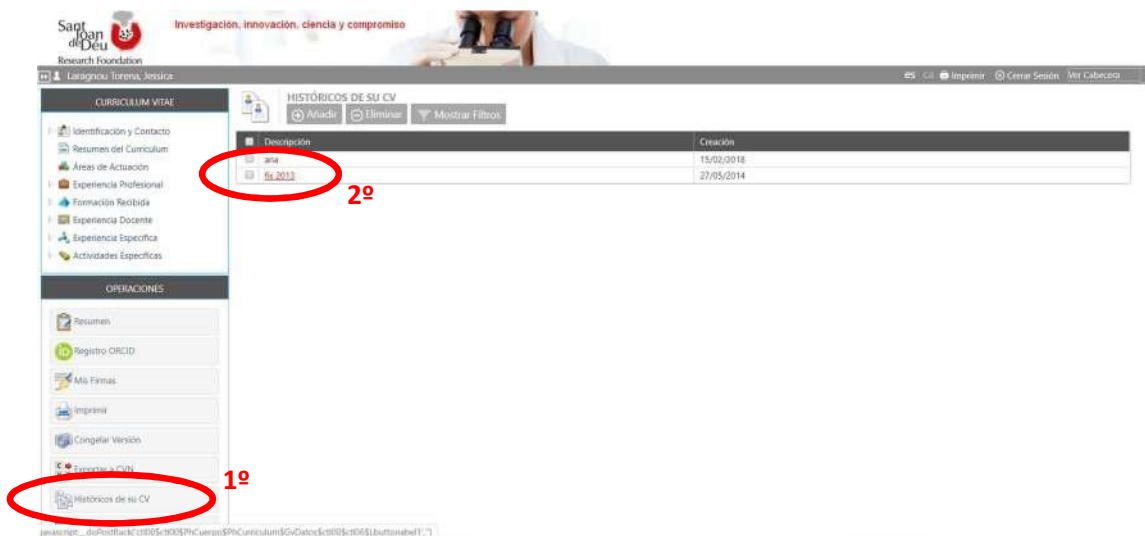 Sant
Joan
deDéu
Research Foundation
Investigación, innovación, ciencia y compromiso
Laragnou Torena, Jessica
es Imprimir Cerrar Sesión Ver Cabecera
CURRICULUM VITAE
Identificación y Contacto
Resumen del Curriculum
Áreas de Actuación
Experiencia Profesional
Formación Recibida
Experiencia Docente
Experiencia Específica
Actividades Específicas
HISTÓRICOS DE SU CV
Añadir Eliminar Mostrar Filtros
Descripción Creación
ana 15/02/2018
fis 2013 27/05/2014
2º
OPERACIONES
Resumen
Registro ORCID
Mis Firmas
Imprimir
Congelar Versión
Exportar a CVN
1º
Históricos de su CV